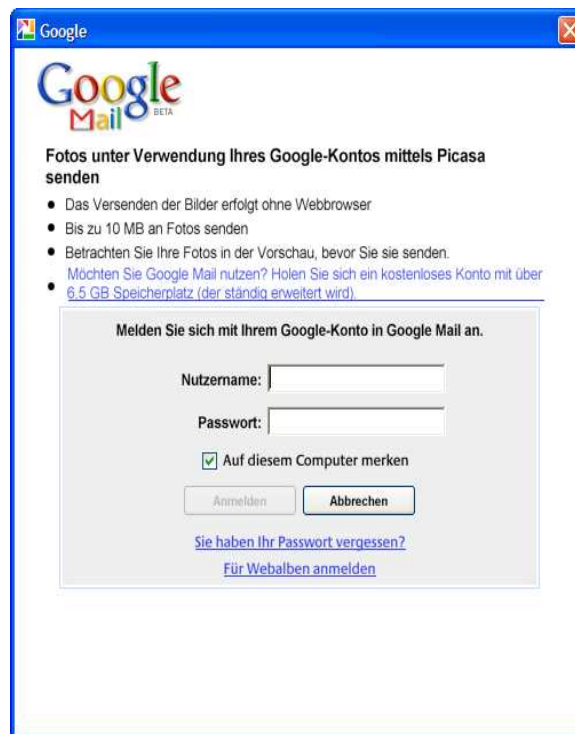 Google
Google
Mail BETA
Fotos unter Verwendung Ihres Google-Kontos mittels Picasa
senden
Das Versenden der Bilder erfolgt ohne Webbrowser
Bis zu 10 MB an Fotos senden
Betrachten Sie Ihre Fotos in der Vorschau, bevor Sie sie senden.
Möchten Sie Google Mail nutzen? Holen Sie sich ein kostenloses Konto mit über
6,5 GB Speicherplatz (der ständig erweitert wird).
Melden Sie sich mit Ihrem Google-Konto in Google Mail an.
Nutzername:
Passwort:
Auf diesem Computer merken
Anmelden Abbrechen
Sie haben Ihr Passwort vergessen?
Für Webalben anmelden